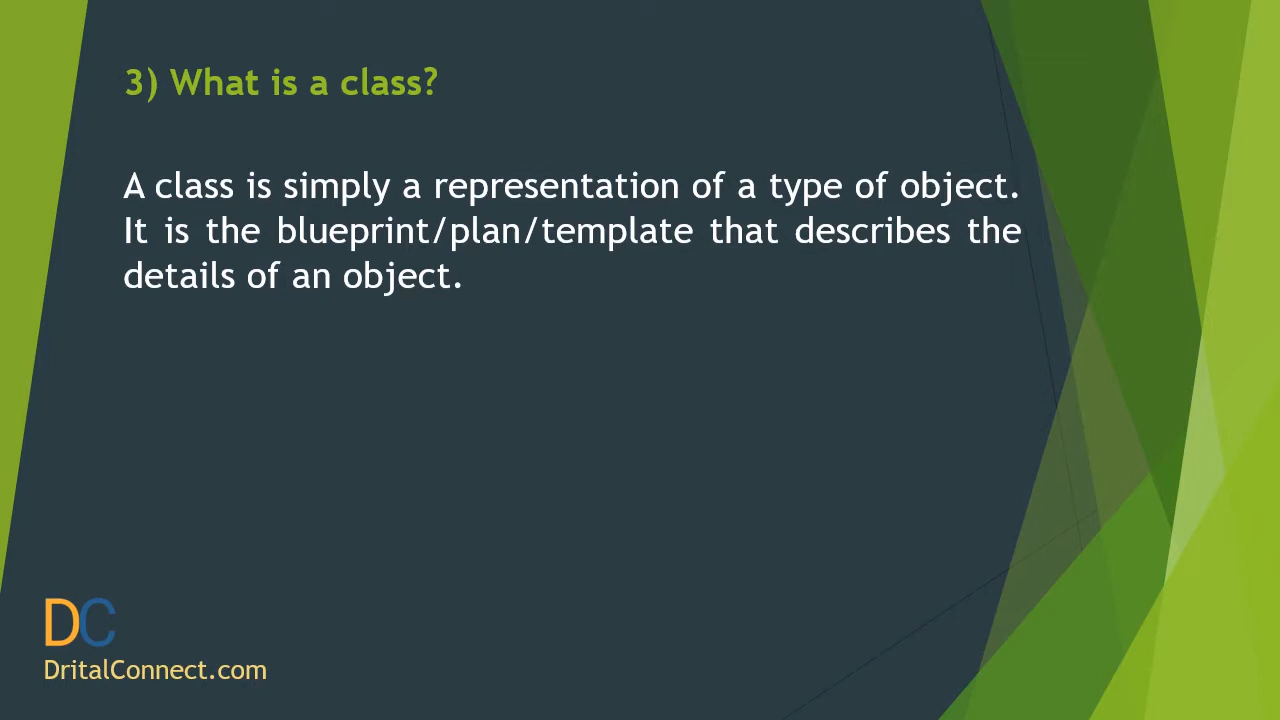 3) What is a class?
A class is simply a representation of a type of object.
It is the blueprint/plan/template that describes the
details of an object.
DC
DritalConnect.com